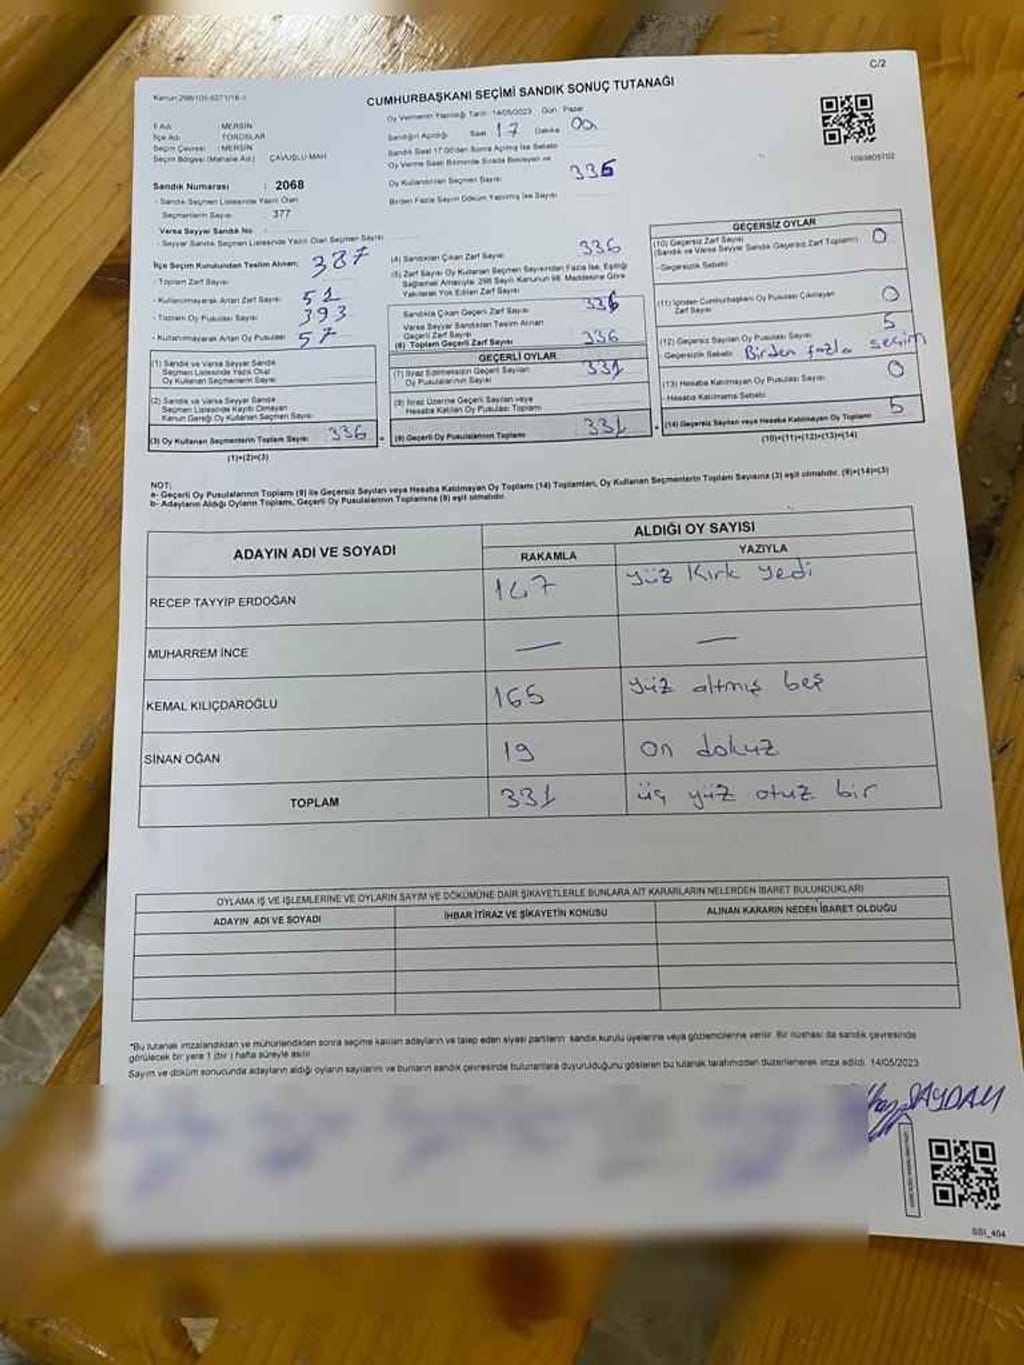 C/2
Kanun:298/103-6271/16-1
CUMHURBAŞKANI SEÇİMİ SANDIK SONUÇ TUTANAĞI
İl Adı : MERSİN
İlçe Adı : TOROSLAR
Seçim Çevresi : MERSİN
Seçim Bölgesi (Mahalle Adı) ÇAVUŞLU MAH
Oy Vermenin Yapıldığı Tarih: 14/05/2023 Gün: Pazar
Sandığın Açıldığı Saat 17 Dakika 00
Sandık Saat 17.00'den Sonra Açılmış İse Sebebi
Oy Verme Saati Bitiminde Sırada Bekleyen ve
Oy Kullandırılan Seçmen Sayısı 336
Birden Fazla Sayım Döküm Yapılmış İse Sayısı
Sandık Numarası : 2068
- Sandık Seçmen Listesinde Yazılı Olan
Seçmenlerin Sayısı 377
Varsa Seyyar Sandık No
- Seyyar Sandık Seçmen Listesinde Yazılı Olan Seçmen Sayısı
İlçe Seçim Kurulundan Teslim Alınan;
- Toplam Zarf Sayısı 387
- Kullanılmayarak Artan Zarf Sayısı: 51
- Toplam Oy Pusulası Sayısı: 393
- Kullanılmayarak Artan Oy Pusulası Sayısı: 57
(1) Sandık ve Varsa Seyyar Sandık
Seçmen Listesinde Yazılı Olup
Oy Kullanan Seçmenlerin Sayısı
(2) Sandık ve Varsa Seyyar Sandık
Seçmen Listesinde Kayıtlı Olmayan
Kanun Gereği Oy Kullanan Seçmen Sayısı
(3) Oy Kullanan Seçmenlerin Toplam Sayısı 336
(1)+(2)=(3)
(4) Sandıktan Çıkan Zarf Sayısı 336
(5) Zarf Sayısı Oy Kullanan Seçmen Sayısından Fazla İse, Eşitliği
Sağlamak Amacıyla; 298 Sayılı Kanunun 98. Maddesine Göre
Yakılarak Yok Edilen Zarf Sayısı
Sandıkta Çıkan Geçerli Zarf Sayısı 336
Varsa Seyyar Sandıktan Teslim Alınan
Geçerli Zarf Sayısı
(6) Toplam Geçerli Zarf Sayısı 336
GEÇERLİ OYLAR
(7) İtiraz Edilmeksizin Geçerli Sayılan
Oy Pusulalarının Sayısı 331
(8) İtiraz Üzerine Geçerli Sayılan veya
Hesaba Katılan Oy Pusulası Toplamı
(9) Geçerli Oy Pusulalarının Toplamı 331
1093805702
GEÇERSİZ OYLAR
(10) Geçersiz Zarf Sayısı 0
(Sandık ve Varsa Seyyar Sandık Geçersiz Zarf Toplamı)
- Geçersizlik Sebebi
(11) İçinden Cumhurbaşkanı Oy Pusulası Çıkmayan
Zarf Sayısı 0
(12) Geçersiz Sayılan Oy Pusulası Sayısı 5
Geçersizlik Sebebi Birden fazla seçim
(13) Hesaba Katılmayan Oy Pusulası Sayısı 0
- Hesaba Katılmama Sebebi
(14) Geçersiz Sayılan veya Hesaba Katılmayan Oy Toplamı 5
(10)+(11)+(12)+(13)=(14)
NOT:
a- Geçerli Oy Pusulalarının Toplamı (9) ile Geçersiz Sayılan veya Hesaba Katılmayan Oy Toplamı (14) Toplamları, Oy Kullanan Seçmenlerin Toplam Sayısına (3) eşit olmalıdır. (9)+(14)=(3)
b- Adayların Aldığı Oyların Toplamı, Geçerli Oy Pusulalarının Toplamına (9) eşit olmalıdır.
ADAYIN ADI VE SOYADI ALDIĞI OY SAYISI
RAKAMLA YAZIYLA
RECEP TAYYİP ERDOĞAN 147 yüz kırk yedi
MUHARREM İNCE — —
KEMAL KILIÇDAROĞLU 165 yüz altmış beş
SİNAN OĞAN 19 on dokuz
TOPLAM 331 üç yüz otuz bir
OYLAMA İŞ VE İŞLEMLERİNE VE OYLARIN SAYIM VE DÖKÜMÜNE DAİR ŞİKAYETLERLE BUNLARA AİT KARARLARIN NELERDEN İBARET BULUNDUKLARI
ADAYIN ADI VE SOYADI İHBAR İTİRAZ VE ŞİKAYETİN KONUSU ALINAN KARARIN NEDEN İBARET OLDUĞU
*Bu tutanak imzalandıktan ve mühürlendikten sonra seçime katılan adayların ve talep eden siyasi partilerin sandık kurulu üyelerine veya gözlemcilerine verilir. Bir nüshası da sandık çevresinde
görülecek bir yere 1 (bir) hafta süreyle asılır.
Sayım ve döküm sonucunda adayların aldığı oyların sayılarını ve bunların sandık çevresinde bulunanlara duyurulduğunu gösteren bu tutanak tarafımızdan düzenlenerek imza edildi. 14/05/2023
SAYDAM
SSI_404